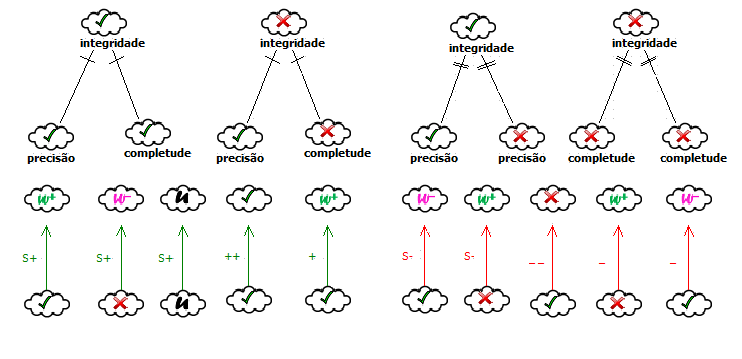 integridade integridade integridade integridade
precisão completude precisão completude precisão precisão completude completude
w+ w- u w+ w- w+ w+ w-
S+ S+ S+ ++ + S- S- -- - -
u